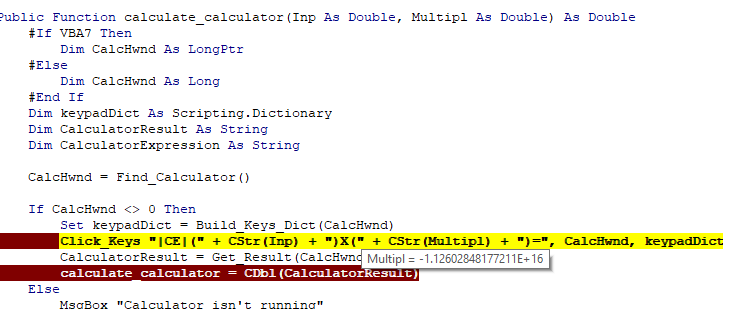 Public Function calculate_calculator(Inp As Double, Multipl As Double) As Double
#If VBA7 Then
Dim CalcHwnd As LongPtr
#Else
Dim CalcHwnd As Long
#End If
Dim keypadDict As Scripting.Dictionary
Dim CalculatorResult As String
Dim CalculatorExpression As String
CalcHwnd = Find_Calculator()
If CalcHwnd <> 0 Then
Set keypadDict = Build_Keys_Dict(CalcHwnd)
Click_Keys "|CE|(" + CStr(Inp) + ")X(" + CStr(Multipl) + ")=", CalcHwnd, keypadDict
CalculatorResult = Get_Result(CalcHwnd
Multipl = -1.12602848177211E+16
calculate_calculator = CDbl(CalculatorResult)
Else
MsgBox "Calculator isn't running"